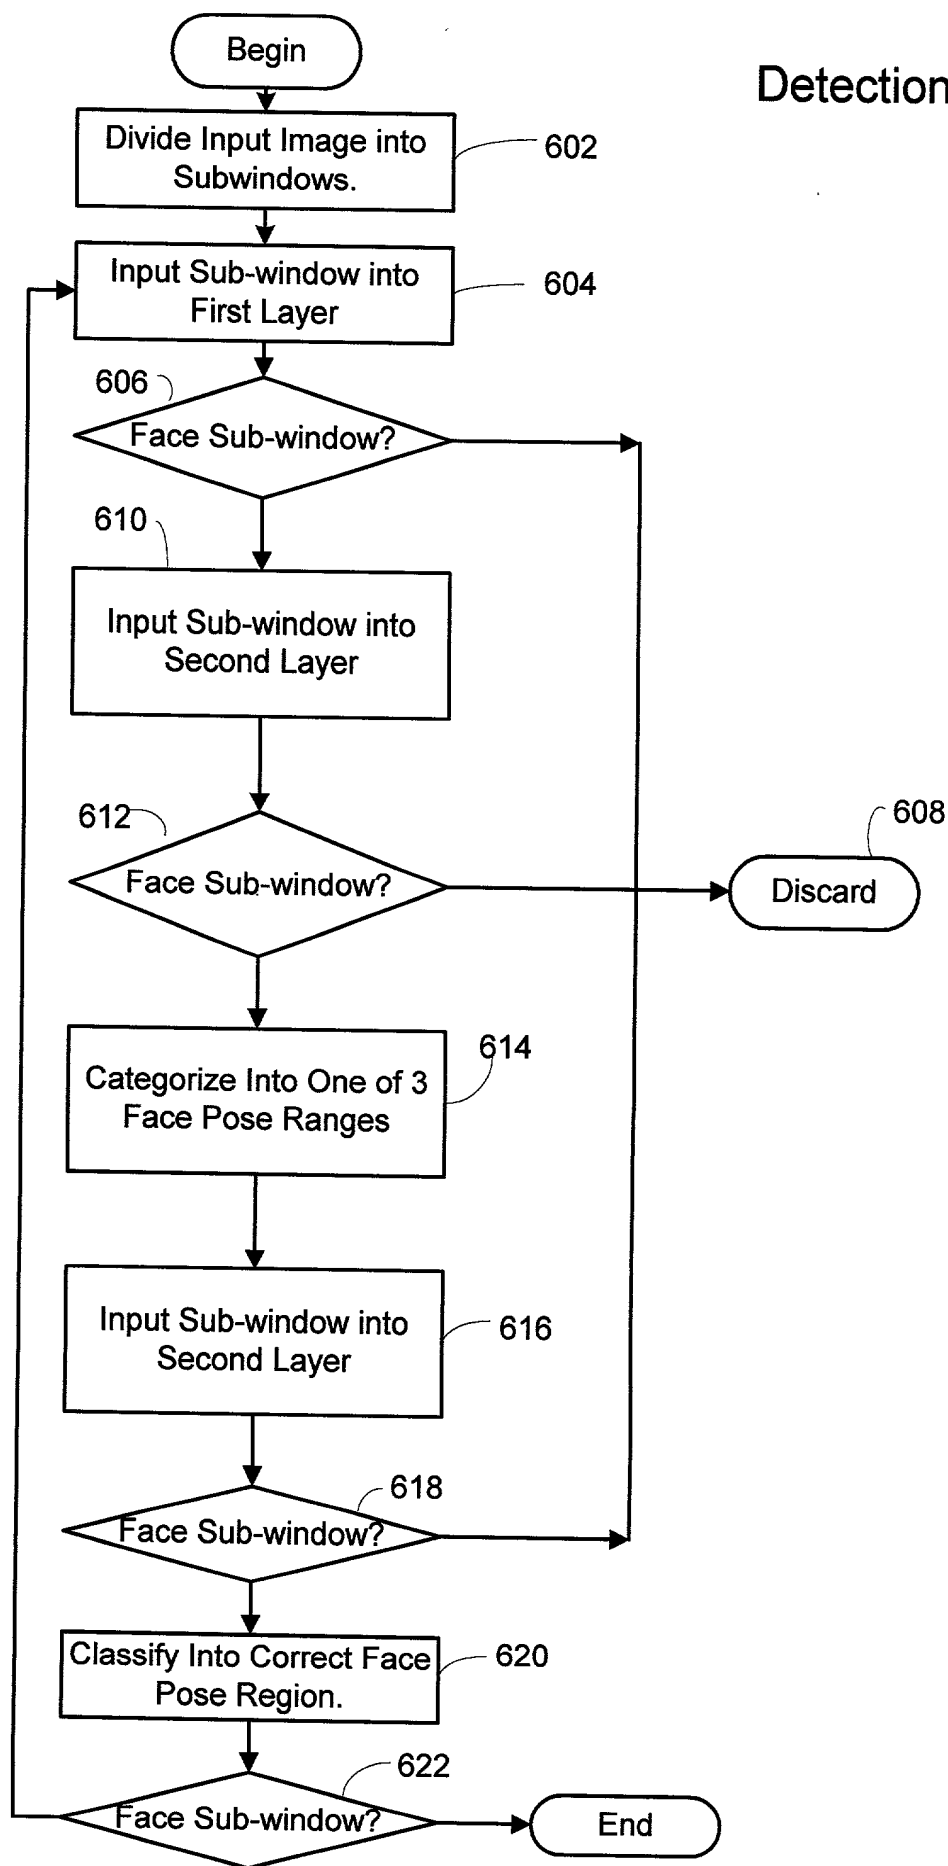 Begin
Detection
Divide Input Image into
Subwindows.
602
Input Sub-window into
First Layer
604
606
Face Sub-window?
610
Input Sub-window into
Second Layer
612
Face Sub-window?
608
Discard
614
Categorize Into One of 3
Face Pose Ranges
Input Sub-window into
Second Layer
616
618
Face Sub-window?
Classify Into Correct Face
Pose Region.
620
622
Face Sub-window?
End